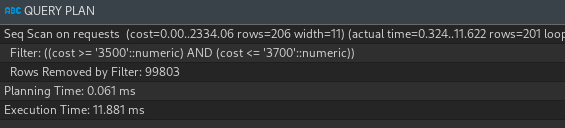 ABC QUERY PLAN
Seq Scan on requests (cost=0.00..2334.06 rows=206 width=11) (actual time=0.324..11.622 rows=201 loop
Filter: ((cost >= '3500'::numeric) AND (cost <= '3700'::numeric))
Rows Removed by Filter: 99803
Planning Time: 0.061 ms
Execution Time: 11.881 ms